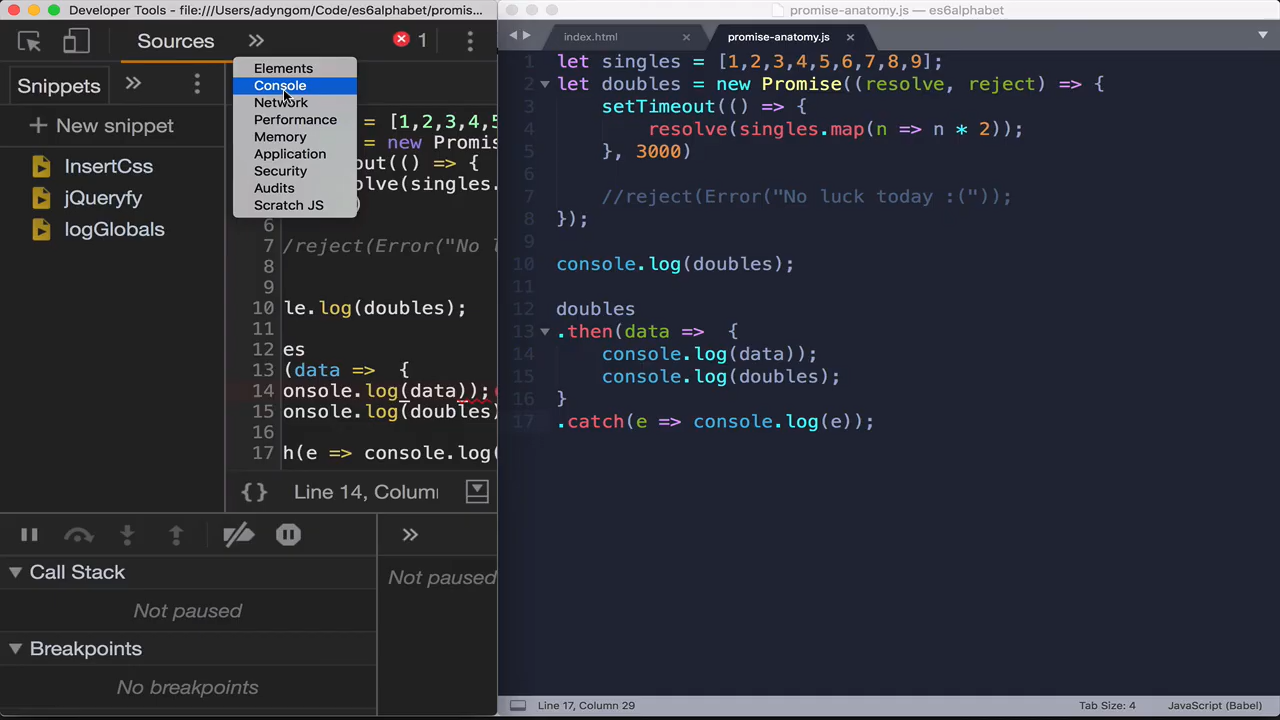 Developer Tools - file:///Users/adyngom/Code/es6alphabet/promis...
Sources
1
Elements
Console
Network
Performance
Memory
Application
Security
Audits
Scratch JS
Snippets
New snippet
InsertCss
jQueryfy
logGlobals
= [1,2,3,4,5
= new Promis
out(() => {
solve(singles.
)
6
7 /reject(Error("No l
8
9
10 le.log(doubles);
11
12 es
13 (data => {
14 onsole.log(data));
15 onsole.log(doubles)
16
17 h(e => console.log(
{} Line 14, Column
Call Stack
Not paused
Breakpoints
No breakpoints
Not paused
promise-anatomy.js — es6alphabet
index.html
promise-anatomy.js
1 let singles = [1,2,3,4,5,6,7,8,9];
2 let doubles = new Promise((resolve, reject) => {
3 setTimeout(() => {
4 resolve(singles.map(n => n * 2));
5 }, 3000)
6
7 //reject(Error("No luck today :("));
8 });
9
10 console.log(doubles);
11
12 doubles
13 .then(data => {
14 console.log(data));
15 console.log(doubles);
16 }
17 .catch(e => console.log(e));
Line 17, Column 29
Tab Size: 4
JavaScript (Babel)